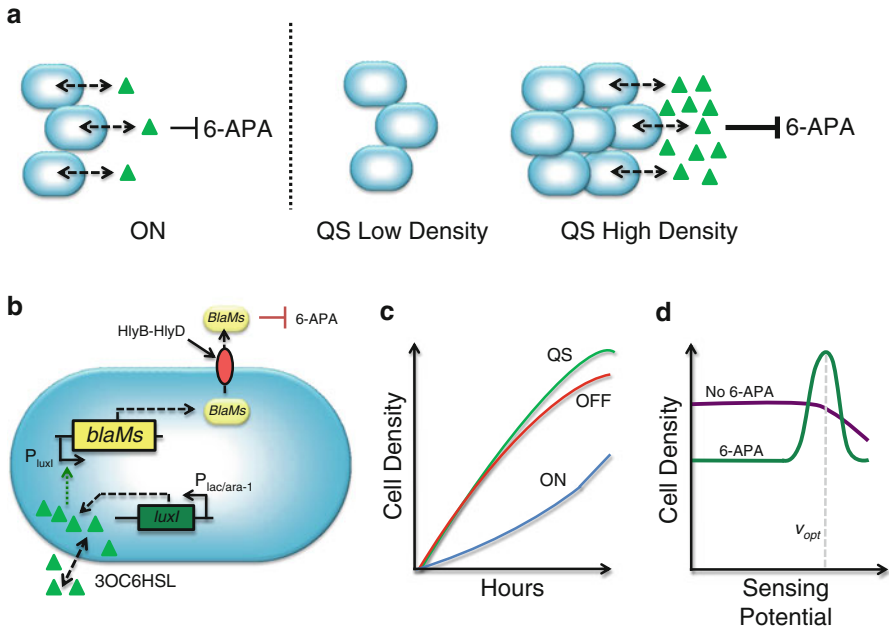 a
6-APA
6-APA
ON
QS Low Density
QS High Density
b
BlaMs
6-APA
HlyB-HlyD
BlaMs
blaMs
PluxI
Plac/ara-1
luxI
3OC6HSL
c
QS
OFF
ON
Cell Density
Hours
d
No 6-APA
6-APA
Vopt
Cell Density
Sensing
Potential